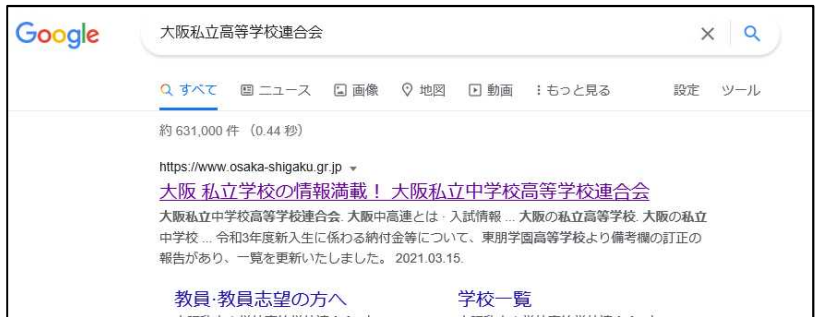 Google
大阪私立高等学校連合会
すべて ニュース 画像 地図 動画 もっと見る 設定 ツール
約 631,000 件 （0.44 秒）
https://www.osaka-shigaku.gr.jp
大阪 私立学校の情報満載！ 大阪私立中学校高等学校連合会
大阪私立中学校高等学校連合会. 大阪中高連とは · 入試情報 ... 大阪の私立高等学校. 大阪の私立
中学校 ... 令和3年度新入生に係わる納付金等について、東朋学園高等学校より備考欄の訂正の
報告があり、一覧を更新いたしました。 2021.03.15.
教員·教員志望の方へ 学校一覧